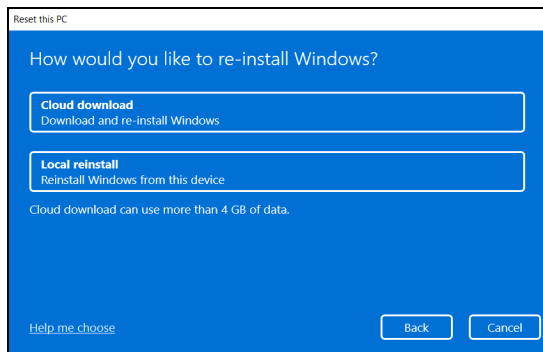 Reset this PC
How would you like to re-install Windows?
Cloud download
Download and re-install Windows
Local reinstall
Reinstall Windows from this device
Cloud download can use more than 4 GB of data.
Help me choose
Back
Cancel